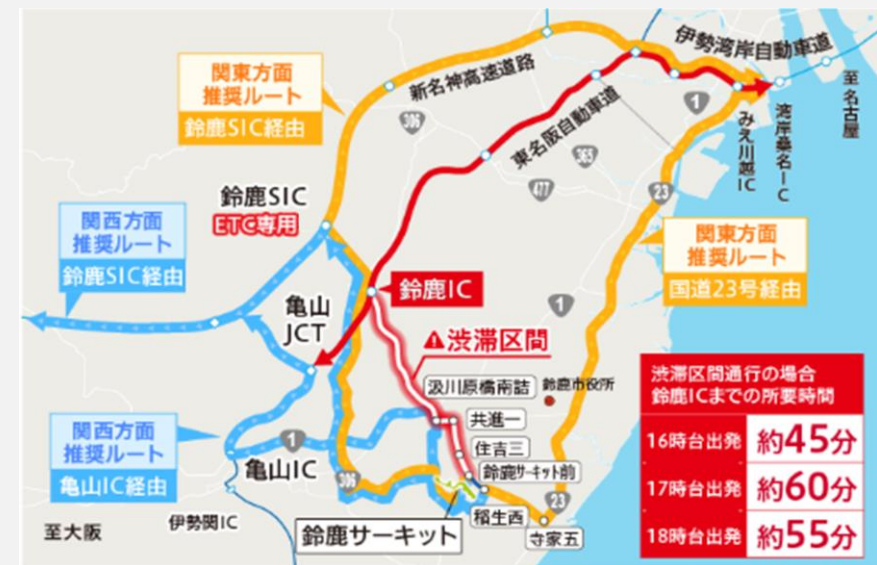 関東方面
推奨ルート
鈴鹿SIC経由
新名神高速道路
306
伊勢湾岸自動車道
至名古屋
湾岸桑名IC
みえ川越IC
1
東名阪自動車道
365
477
23
鈴鹿SIC
ETC専用
関西方面
推奨ルート
鈴鹿SIC経由
関東方面
推奨ルート
国道23号経由
鈴鹿IC
亀山
JCT
1
渋滞区間
汲川原橋南詰
鈴鹿市役所
共進一
住吉三
鈴鹿サーキット前
稲生西
23
寺家五
関西方面
推奨ルート
亀山IC経由
1
亀山IC
306
伊勢関IC
至大阪
鈴鹿サーキット
渋滞区間通行の場合
鈴鹿ICまでの所要時間
16時台出発 約45分
17時台出発 約60分
18時台出発 約55分